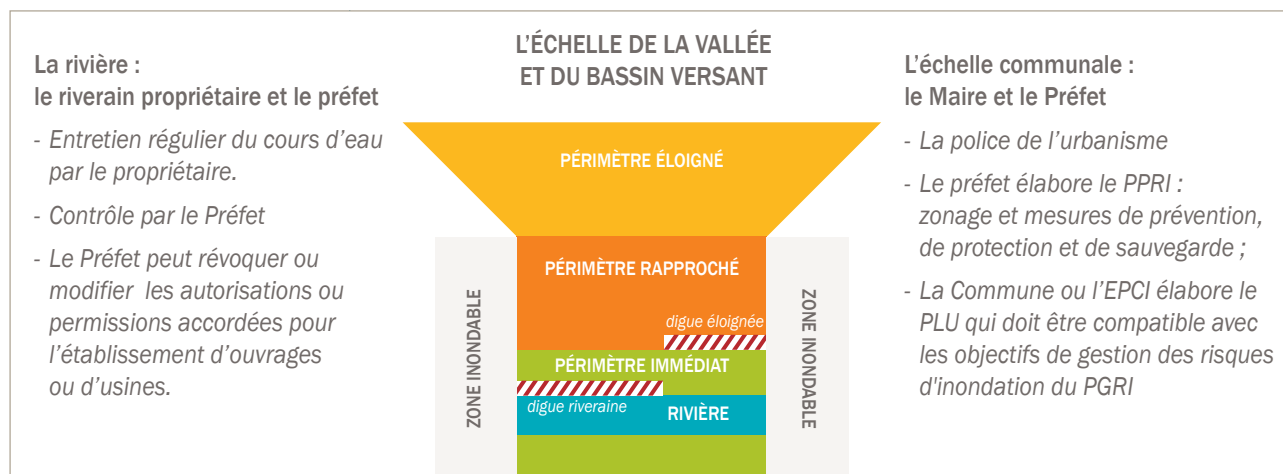 La rivière :
le riverain propriétaire et le préfet
- Entretien régulier du cours d'eau
par le propriétaire.
- Contrôle par le Préfet
- Le Préfet peut révoquer ou
modifier les autorisations ou
permissions accordées pour
l'établissement d'ouvrages
ou d'usines.
L'ÉCHELLE DE LA VALLÉE
ET DU BASSIN VERSANT
PÉRIMÈTRE ÉLOIGNÉ
PÉRIMÈTRE RAPPROCHÉ
digue éloignée
PÉRIMÈTRE IMMÉDIAT
digue riveraine
RIVIÈRE
ZONE INONDABLE
ZONE INONDABLE
L'échelle communale :
le Maire et le Préfet
- La police de l'urbanisme
- Le préfet élabore le PPRI :
zonage et mesures de prévention,
de protection et de sauvegarde ;
- La Commune ou l'EPCI élabore le
PLU qui doit être compatible avec
les objectifs de gestion des risques
d'inondation du PGRI